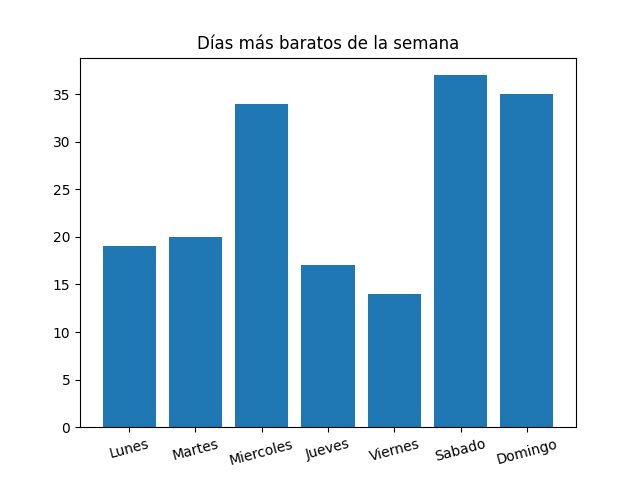 Días más baratos de la semana
35
30
25
20
15
10
5
0
Lunes
Martes
Miercoles
Jueves
Viernes
Sabado
Domingo